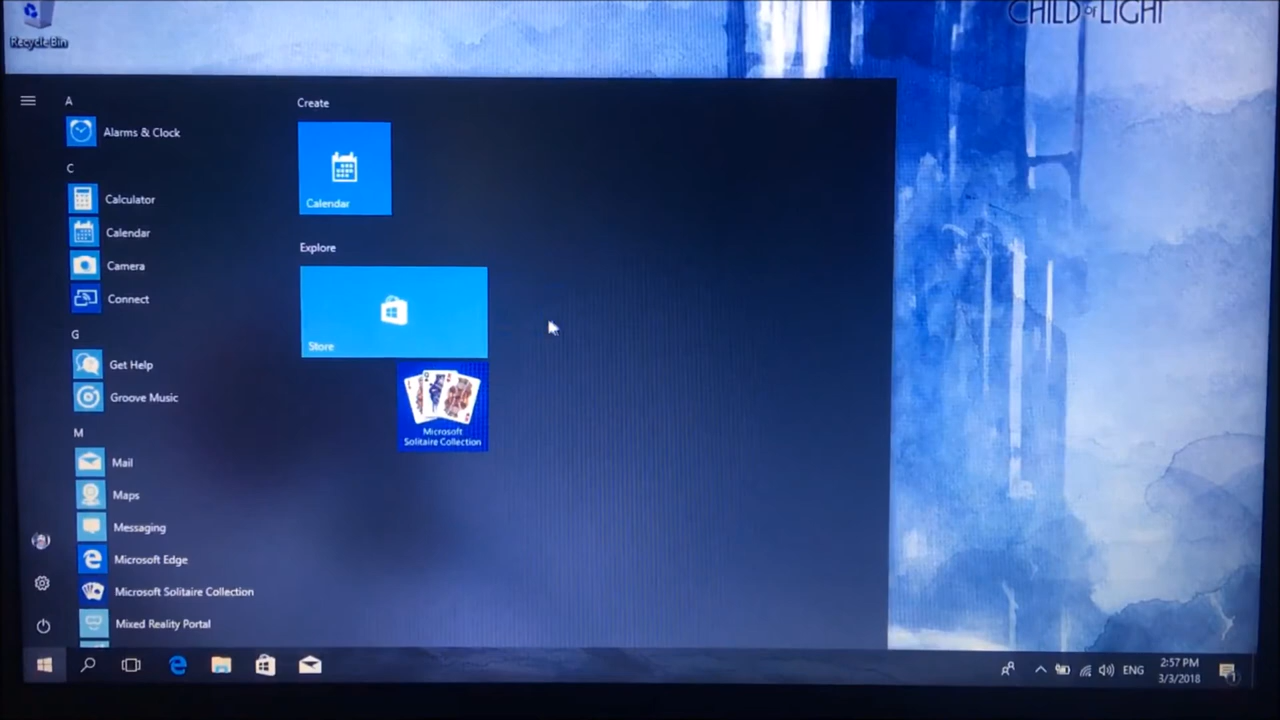 CHILD of LIGHT
Recycle Bin
A
Alarms & Clock
C
Calculator
Calendar
Camera
Connect
G
Get Help
Groove Music
M
Mail
Maps
Messaging
Microsoft Edge
Microsoft Solitaire Collection
Mixed Reality Portal
Create
Calendar
Explore
Store
Microsoft
Solitaire Collection
ENG
2:57 PM
3/3/2018
1